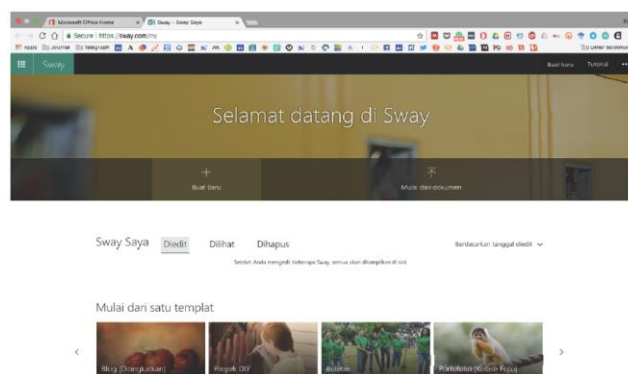 Microsoft Office Home
Sway - Sway Saya
Secure | https://sway.com/my
Sway
Buat Baru
Tutorial
Selamat datang di Sway
Buat Baru
Mulai dari dokumen
Sway Saya
Diedit
Dilihat
Dihapus
Berdasarkan tanggal diedit
Setelah Anda mengedit beberapa Sway, semua akan ditampilkan di sini.
Mulai dari satu templat
Blog (Disingkatkan)
Proyek DIY
Buletin
Portofolio (Kolase Foto)